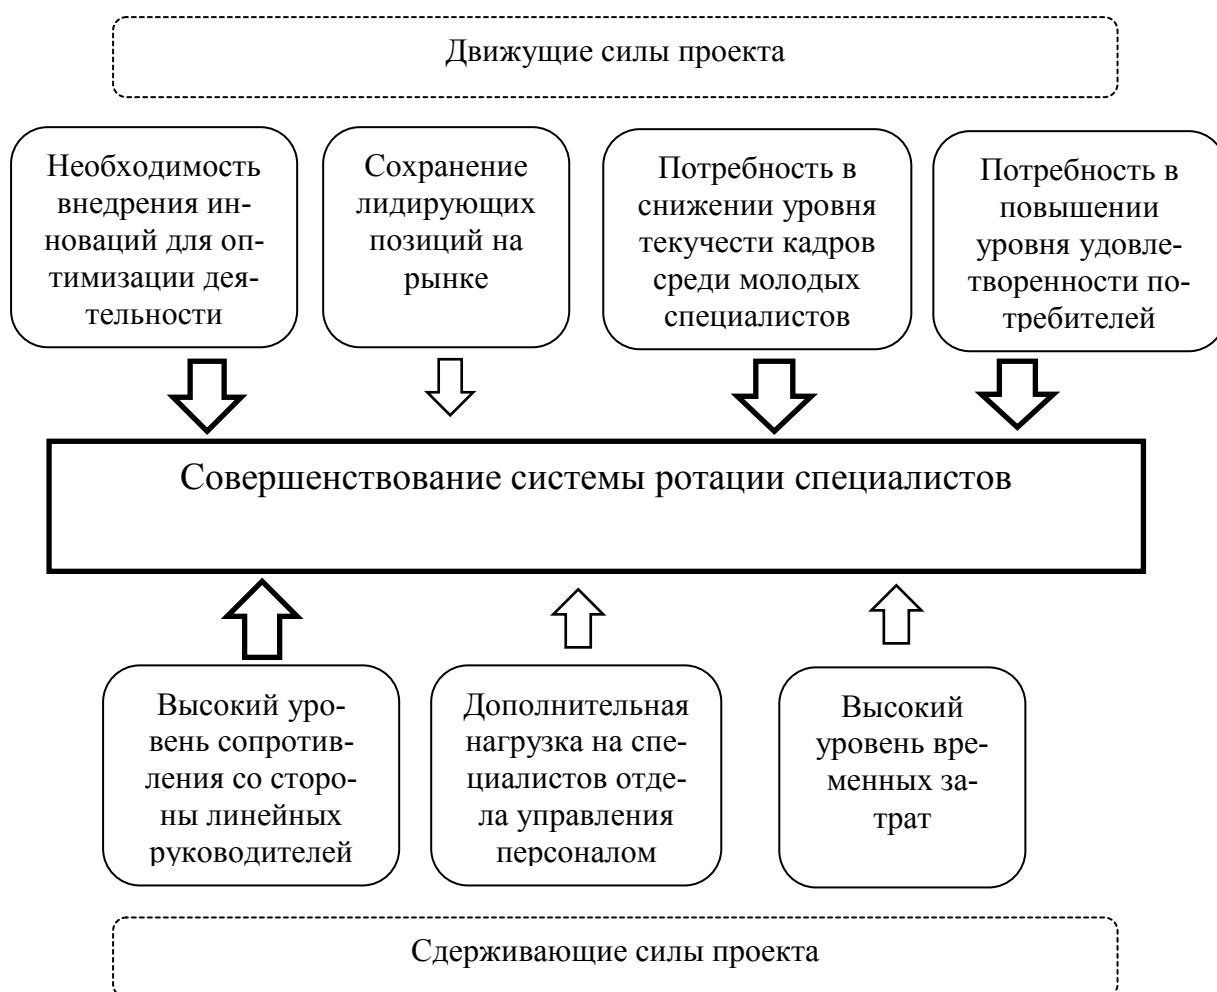 Движущие силы проекта
Необходимость
внедрения ин-
новаций для оп-
тимизации дея-
тельности
Сохранение
лидирующих
позиций на
рынке
Потребность в
снижении уровня
текучести кадров
среди молодых
специалистов
Потребность в
повышении
уровня удовле-
творенности по-
требителей
Совершенствование системы ротации специалистов
Высокий уро-
вень сопротив-
ления со сторо-
ны линейных
руководителей
Дополнительная
нагрузка на спе-
циалистов отде-
ла управления
персоналом
Высокий
уровень вре-
менных за-
трат
Сдерживающие силы проекта